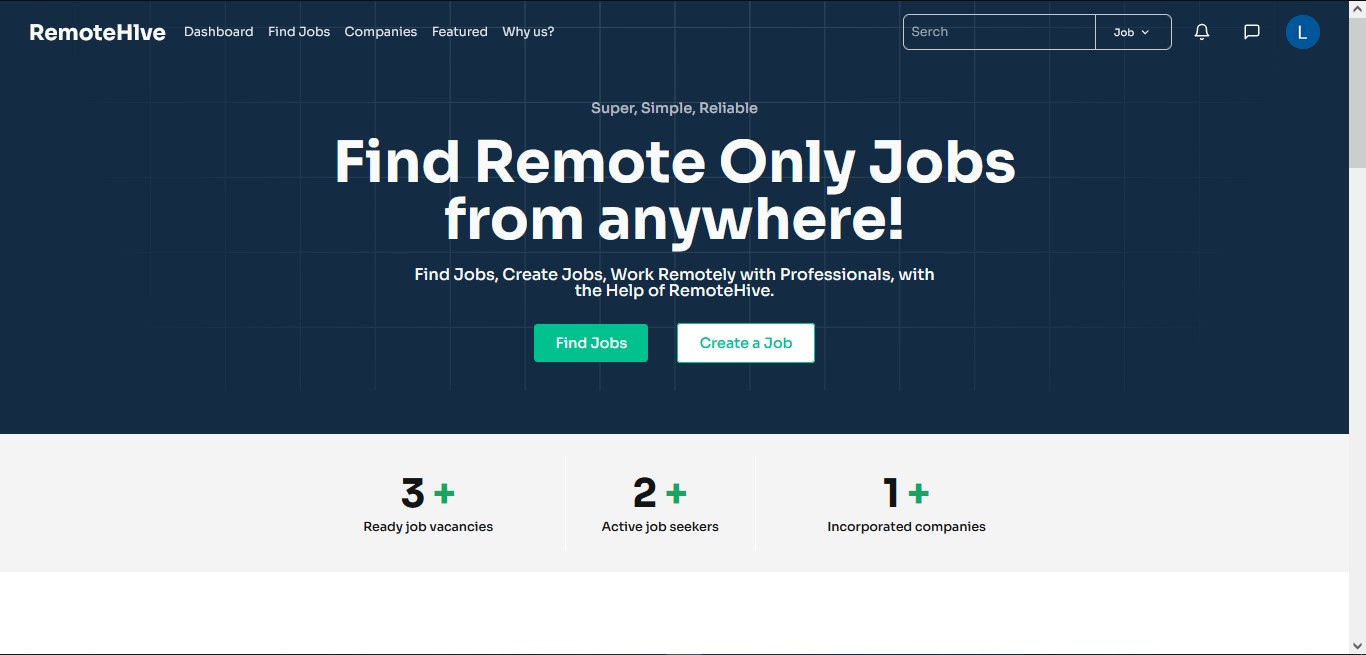 RemoteHIve Dashboard Find Jobs Companies Featured Why us? Serch Job L
Super, Simple, Reliable
Find Remote Only Jobs
from anywhere!
Find Jobs, Create Jobs, Work Remotely with Professionals, with
the Help of RemoteHive.
Find Jobs Create a Job
3 + 2 + 1 +
Ready job vacancies Active job seekers Incorporated companies